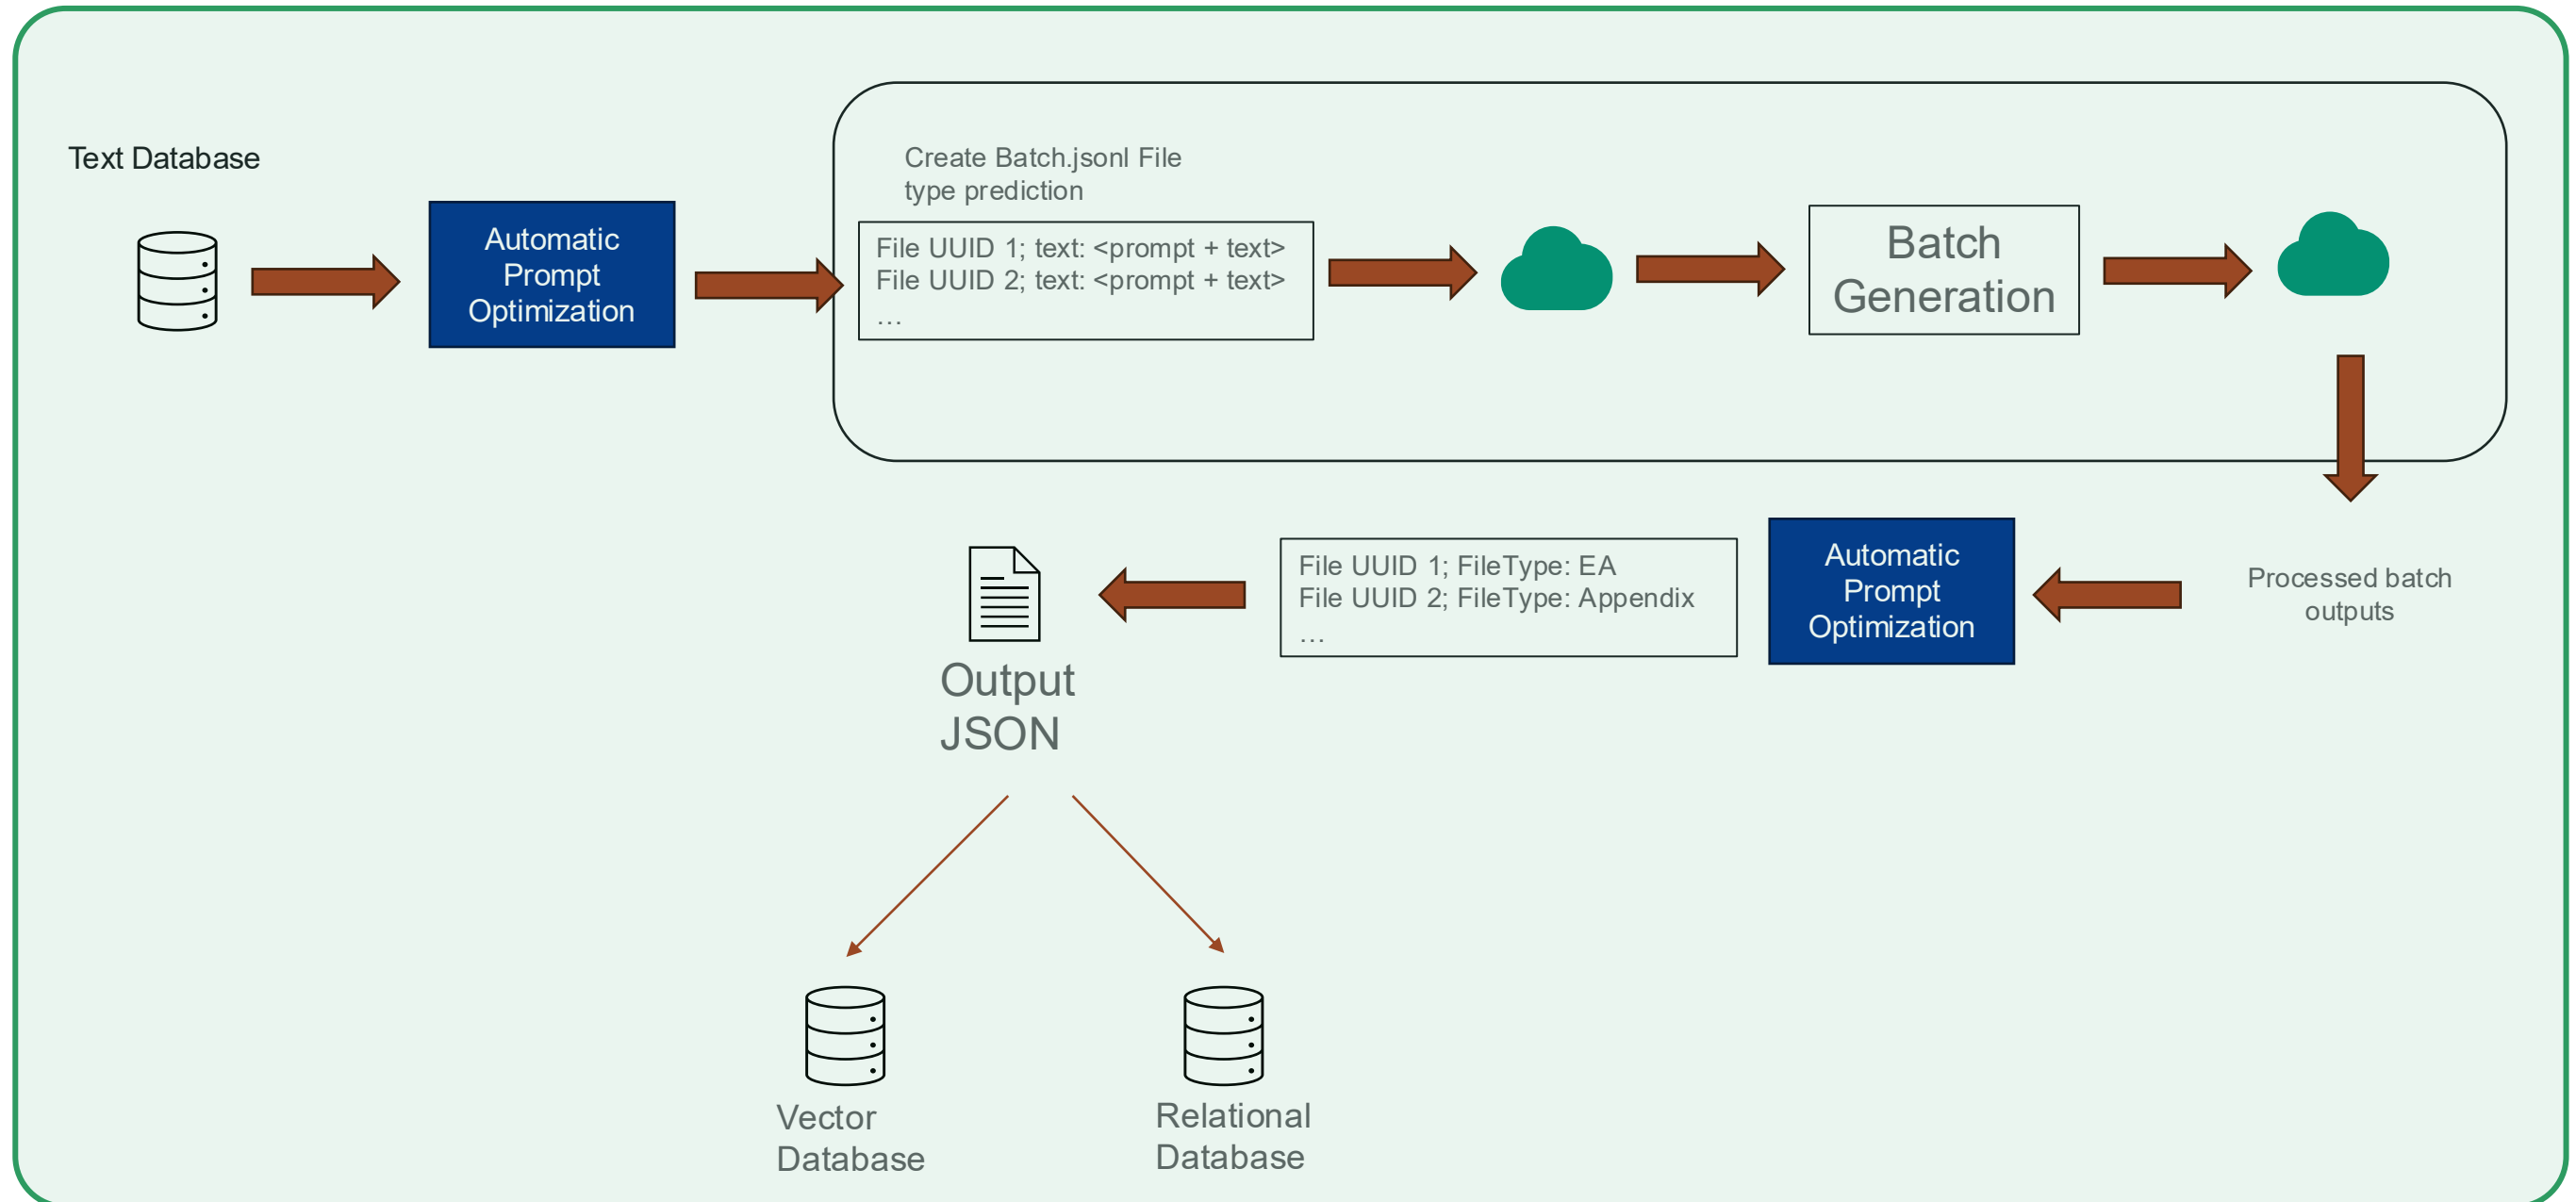 Text Database
Automatic
Prompt
Optimization
Create Batch.jsonl File
type prediction
File UUID 1; text: <prompt + text>
File UUID 2; text: <prompt + text>
…
Batch
Generation
Processed batch
outputs
Automatic
Prompt
Optimization
File UUID 1; FileType: EA
File UUID 2; FileType: Appendix
…
Output
JSON
Vector
Database
Relational
Database